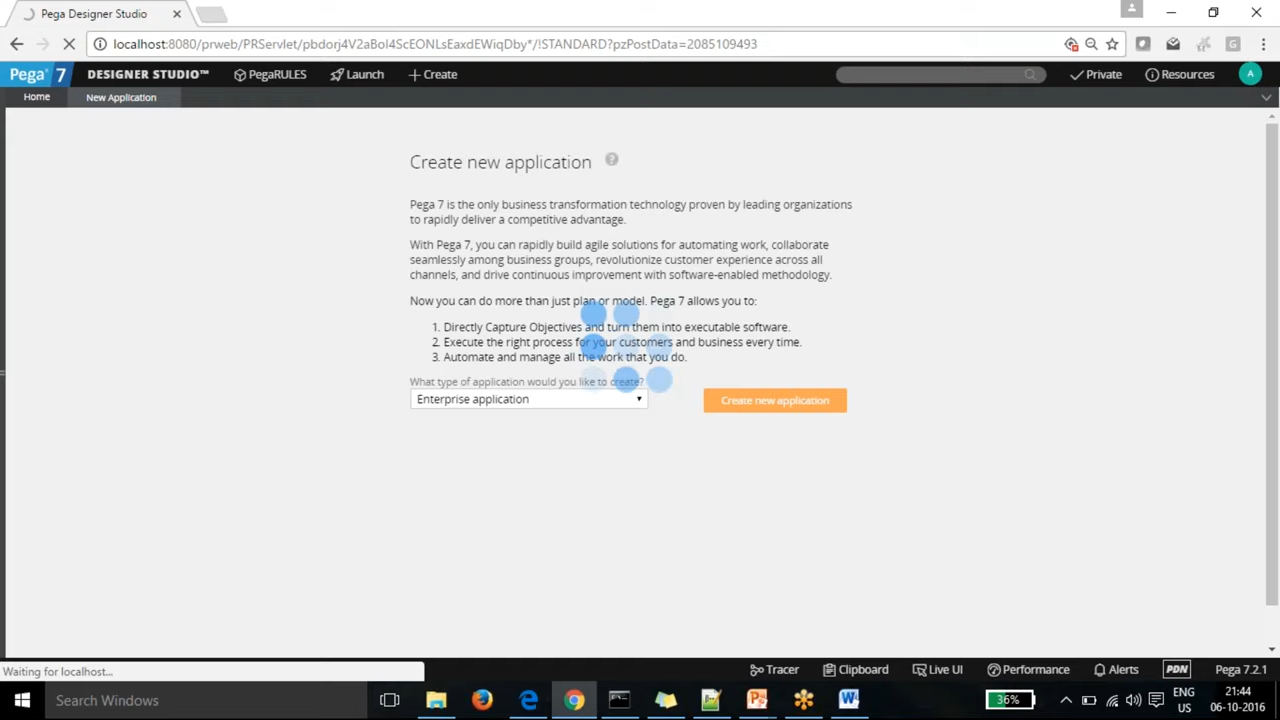 Pega Designer Studio
localhost:8080/prweb/PRServlet/pbdorj4V2aBol4ScEONLsEaxdEWiqDby*/!STANDARD?pzPostData=2085109493
Pega 7 DESIGNER STUDIO™ PegaRULES Launch Create Private Resources A
Home New Application
Create new application ?
Pega 7 is the only business transformation technology proven by leading organizations
to rapidly deliver a competitive advantage.
With Pega 7, you can rapidly build agile solutions for automating work, collaborate
seamlessly among business groups, revolutionize customer experience across all
channels, and drive continuous improvement with software-enabled methodology.
Now you can do more than just plan or model. Pega 7 allows you to:
1. Directly Capture Objectives and turn them into executable software.
2. Execute the right process for your customers and business every time.
3. Automate and manage all the work that you do.
What type of application would you like to create?
Enterprise application Create new application
Waiting for localhost...
Tracer Clipboard Live UI Performance Alerts PDN Pega 7.2.1
Search Windows 36% ENG 21:44
US 06-10-2016